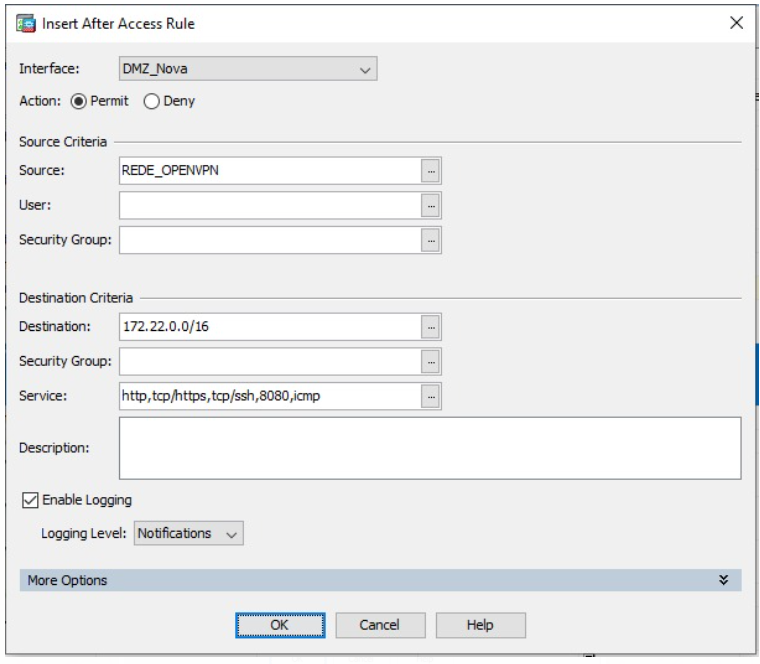 Insert After Access Rule
Interface: DMZ_Nova
Action: Permit Deny
Source Criteria
Source: REDE_OPENVPN ...
User: ...
Security Group: ...
Destination Criteria
Destination: 172.22.0.0/16 ...
Security Group: ...
Service: http,tcp/https,tcp/ssh,8080,icmp ...
Description:
Enable Logging
Logging Level: Notifications
More Options
OK Cancel Help